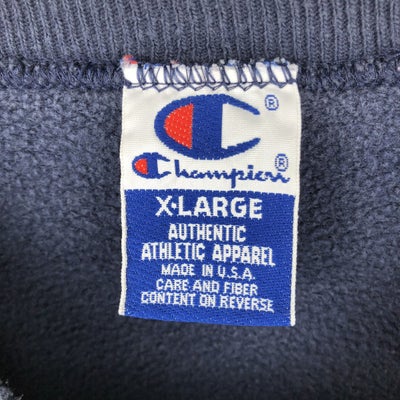 ®
Champion®
X-LARGE
AUTHENTIC
ATHLETIC APPAREL
MADE IN U.S.A.
CARE AND FIBER
CONTENT ON REVERSE